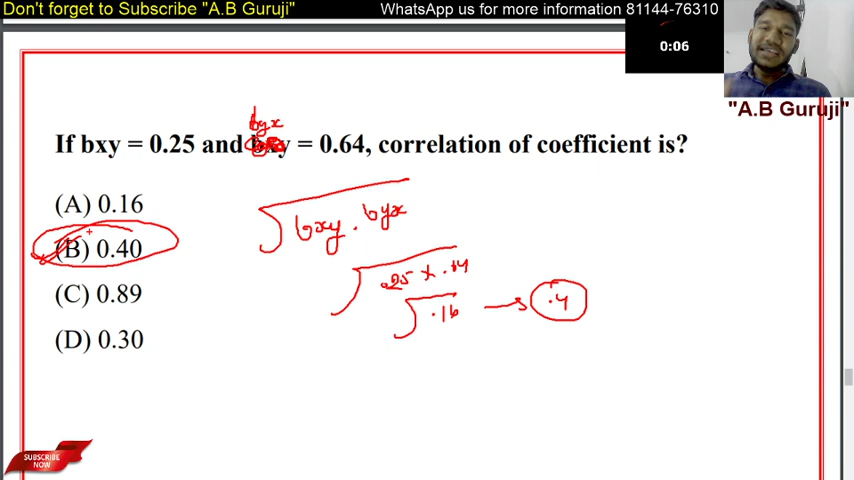 Don't forget to Subscribe "A.B Guruji"
WhatsApp us for more information 81144-76310
0:06
"A.B Guruji"
byx
If bxy = 0.25 and y = 0.64, correlation of coefficient is?
(A) 0.16
(B) 0.40
(C) 0.89
(D) 0.30
√bxy . byx
√.25 x .64
√.16 → .4
SUBSCRIBE
NOW